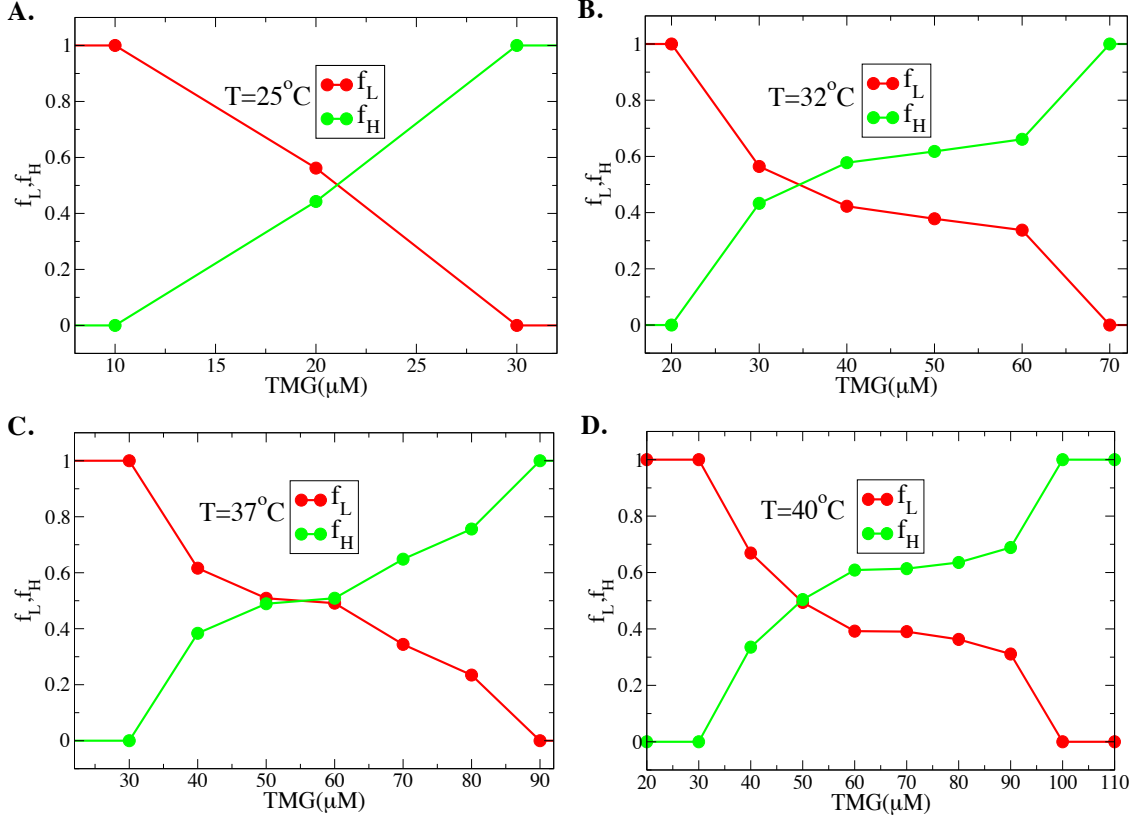 A.
T=25°C
f_L
f_H
f_L,f_H
1
0.8
0.6
0.4
0.2
0
10 15 20 25 30
TMG(μM)
B.
T=32°C
f_L
f_H
f_L,f_H
1
0.8
0.6
0.4
0.2
0
20 30 40 50 60 70
TMG(μM)
C.
T=37°C
f_L
f_H
f_L,f_H
1
0.8
0.6
0.4
0.2
0
30 40 50 60 70 80 90
TMG(μM)
D.
T=40°C
f_L
f_H
f_L,f_H
1
0.8
0.6
0.4
0.2
0
20 30 40 50 60 70 80 90 100 110
TMG(μM)